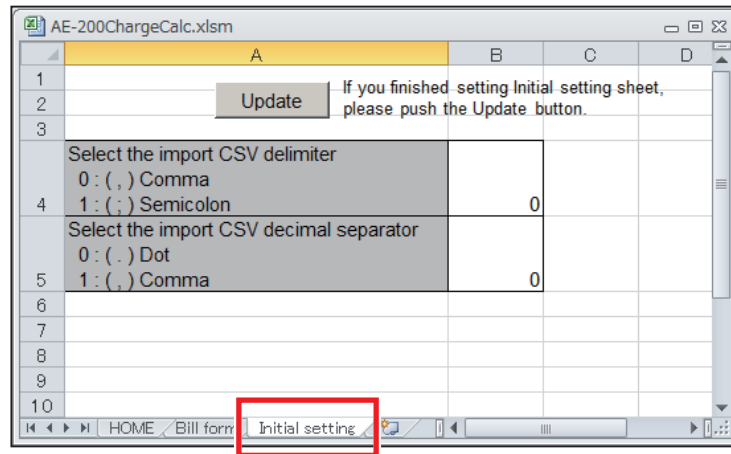 AE-200ChargeCalc.xlsm
A B C D
1
If you finished setting Initial setting sheet,
2 Update please push the Update button.
3
Select the import CSV delimiter
0 : ( , ) Comma
4 1 : ( ; ) Semicolon 0
Select the import CSV decimal separator
0 : ( . ) Dot
5 1 : ( , ) Comma 0
6
7
8
9
10
HOME Bill form Initial setting